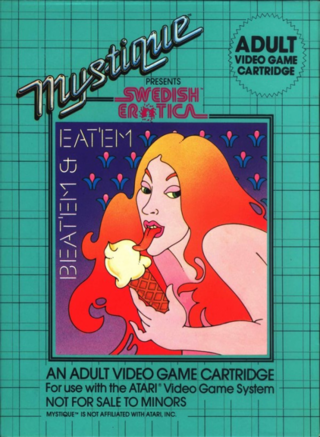 Mystique
PRESENTS
SWEDISH
EROTICA™
ADULT
VIDEO GAME
CARTRIDGE
BEAT'EM &
EAT'EM
AN ADULT VIDEO GAME CARTRIDGE
For use with the ATARI® Video Game System
NOT FOR SALE TO MINORS
MYSTIQUE™ IS NOT AFFILIATED WITH ATARI, INC.